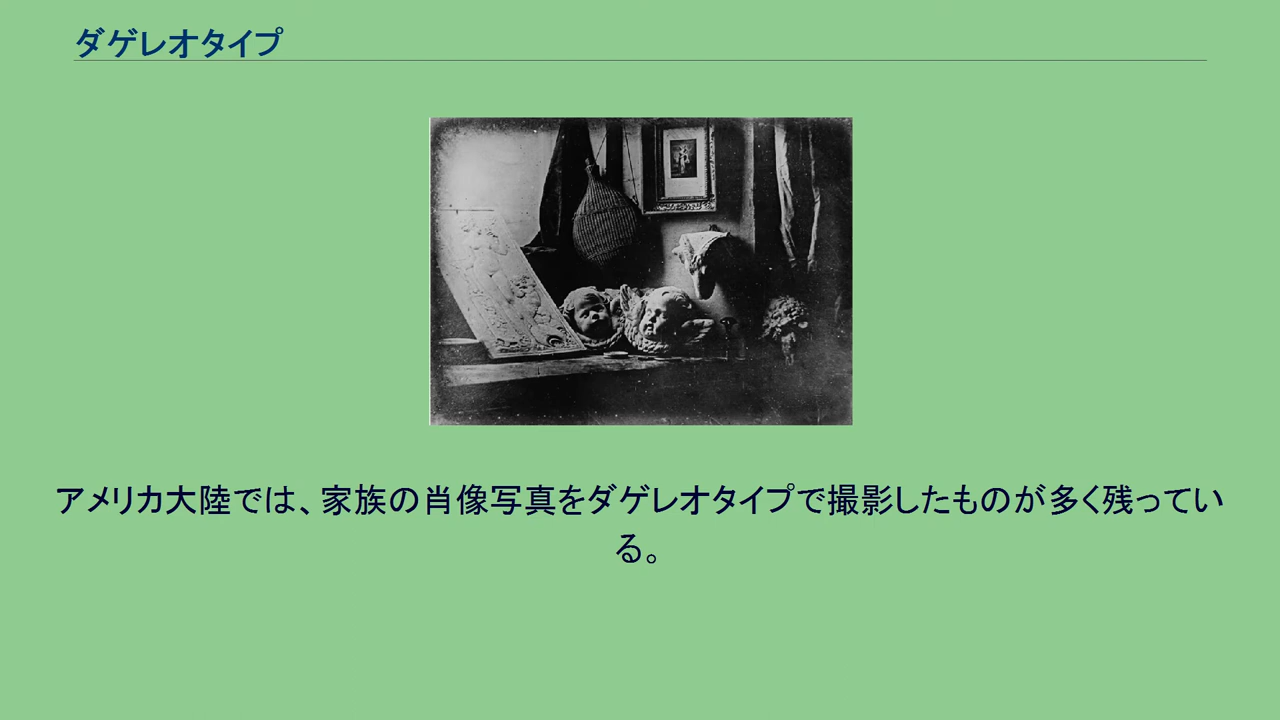 ダゲレオタイプ
アメリカ大陸では、家族の肖像写真をダゲレオタイプで撮影したものが多く残ってい
る。